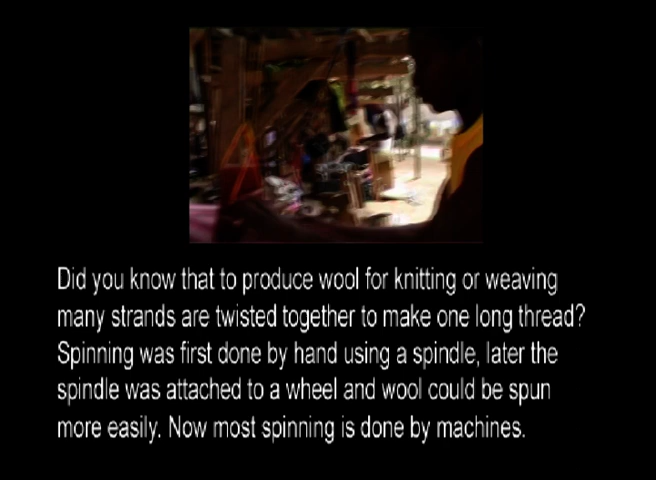 Did you know that to produce wool for knitting or weaving
many strands are twisted together to make one long thread?
Spinning was first done by hand using a spindle, later the
spindle was attached to a wheel and wool could be spun
more easily. Now most spinning is done by machines.